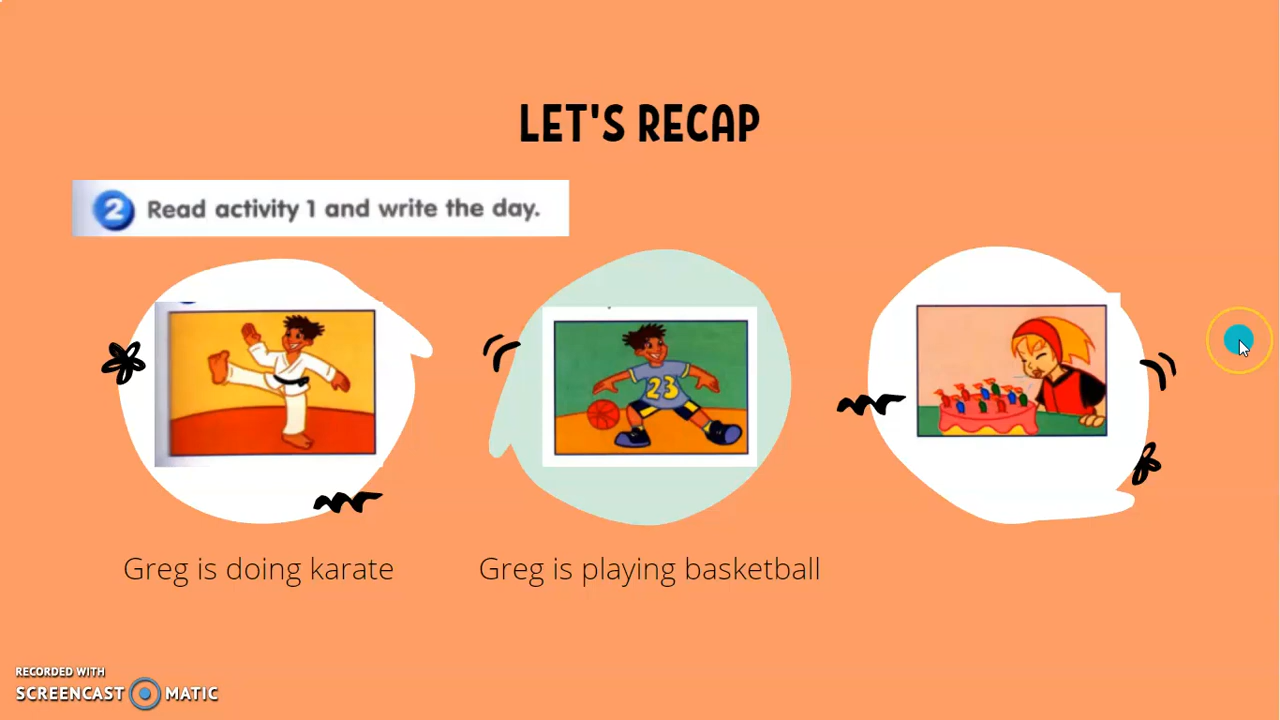 LET'S RECAP
2 Read activity 1 and write the day.
23
Greg is doing karate
Greg is playing basketball
RECORDED WITH
SCREENCAST MATIC